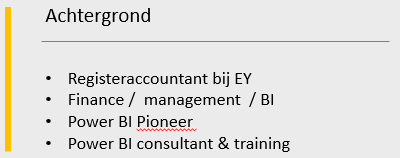 Achtergrond
• Registeraccountant bij EY
• Finance / management / BI
• Power BI Pioneer
• Power BI consultant & training